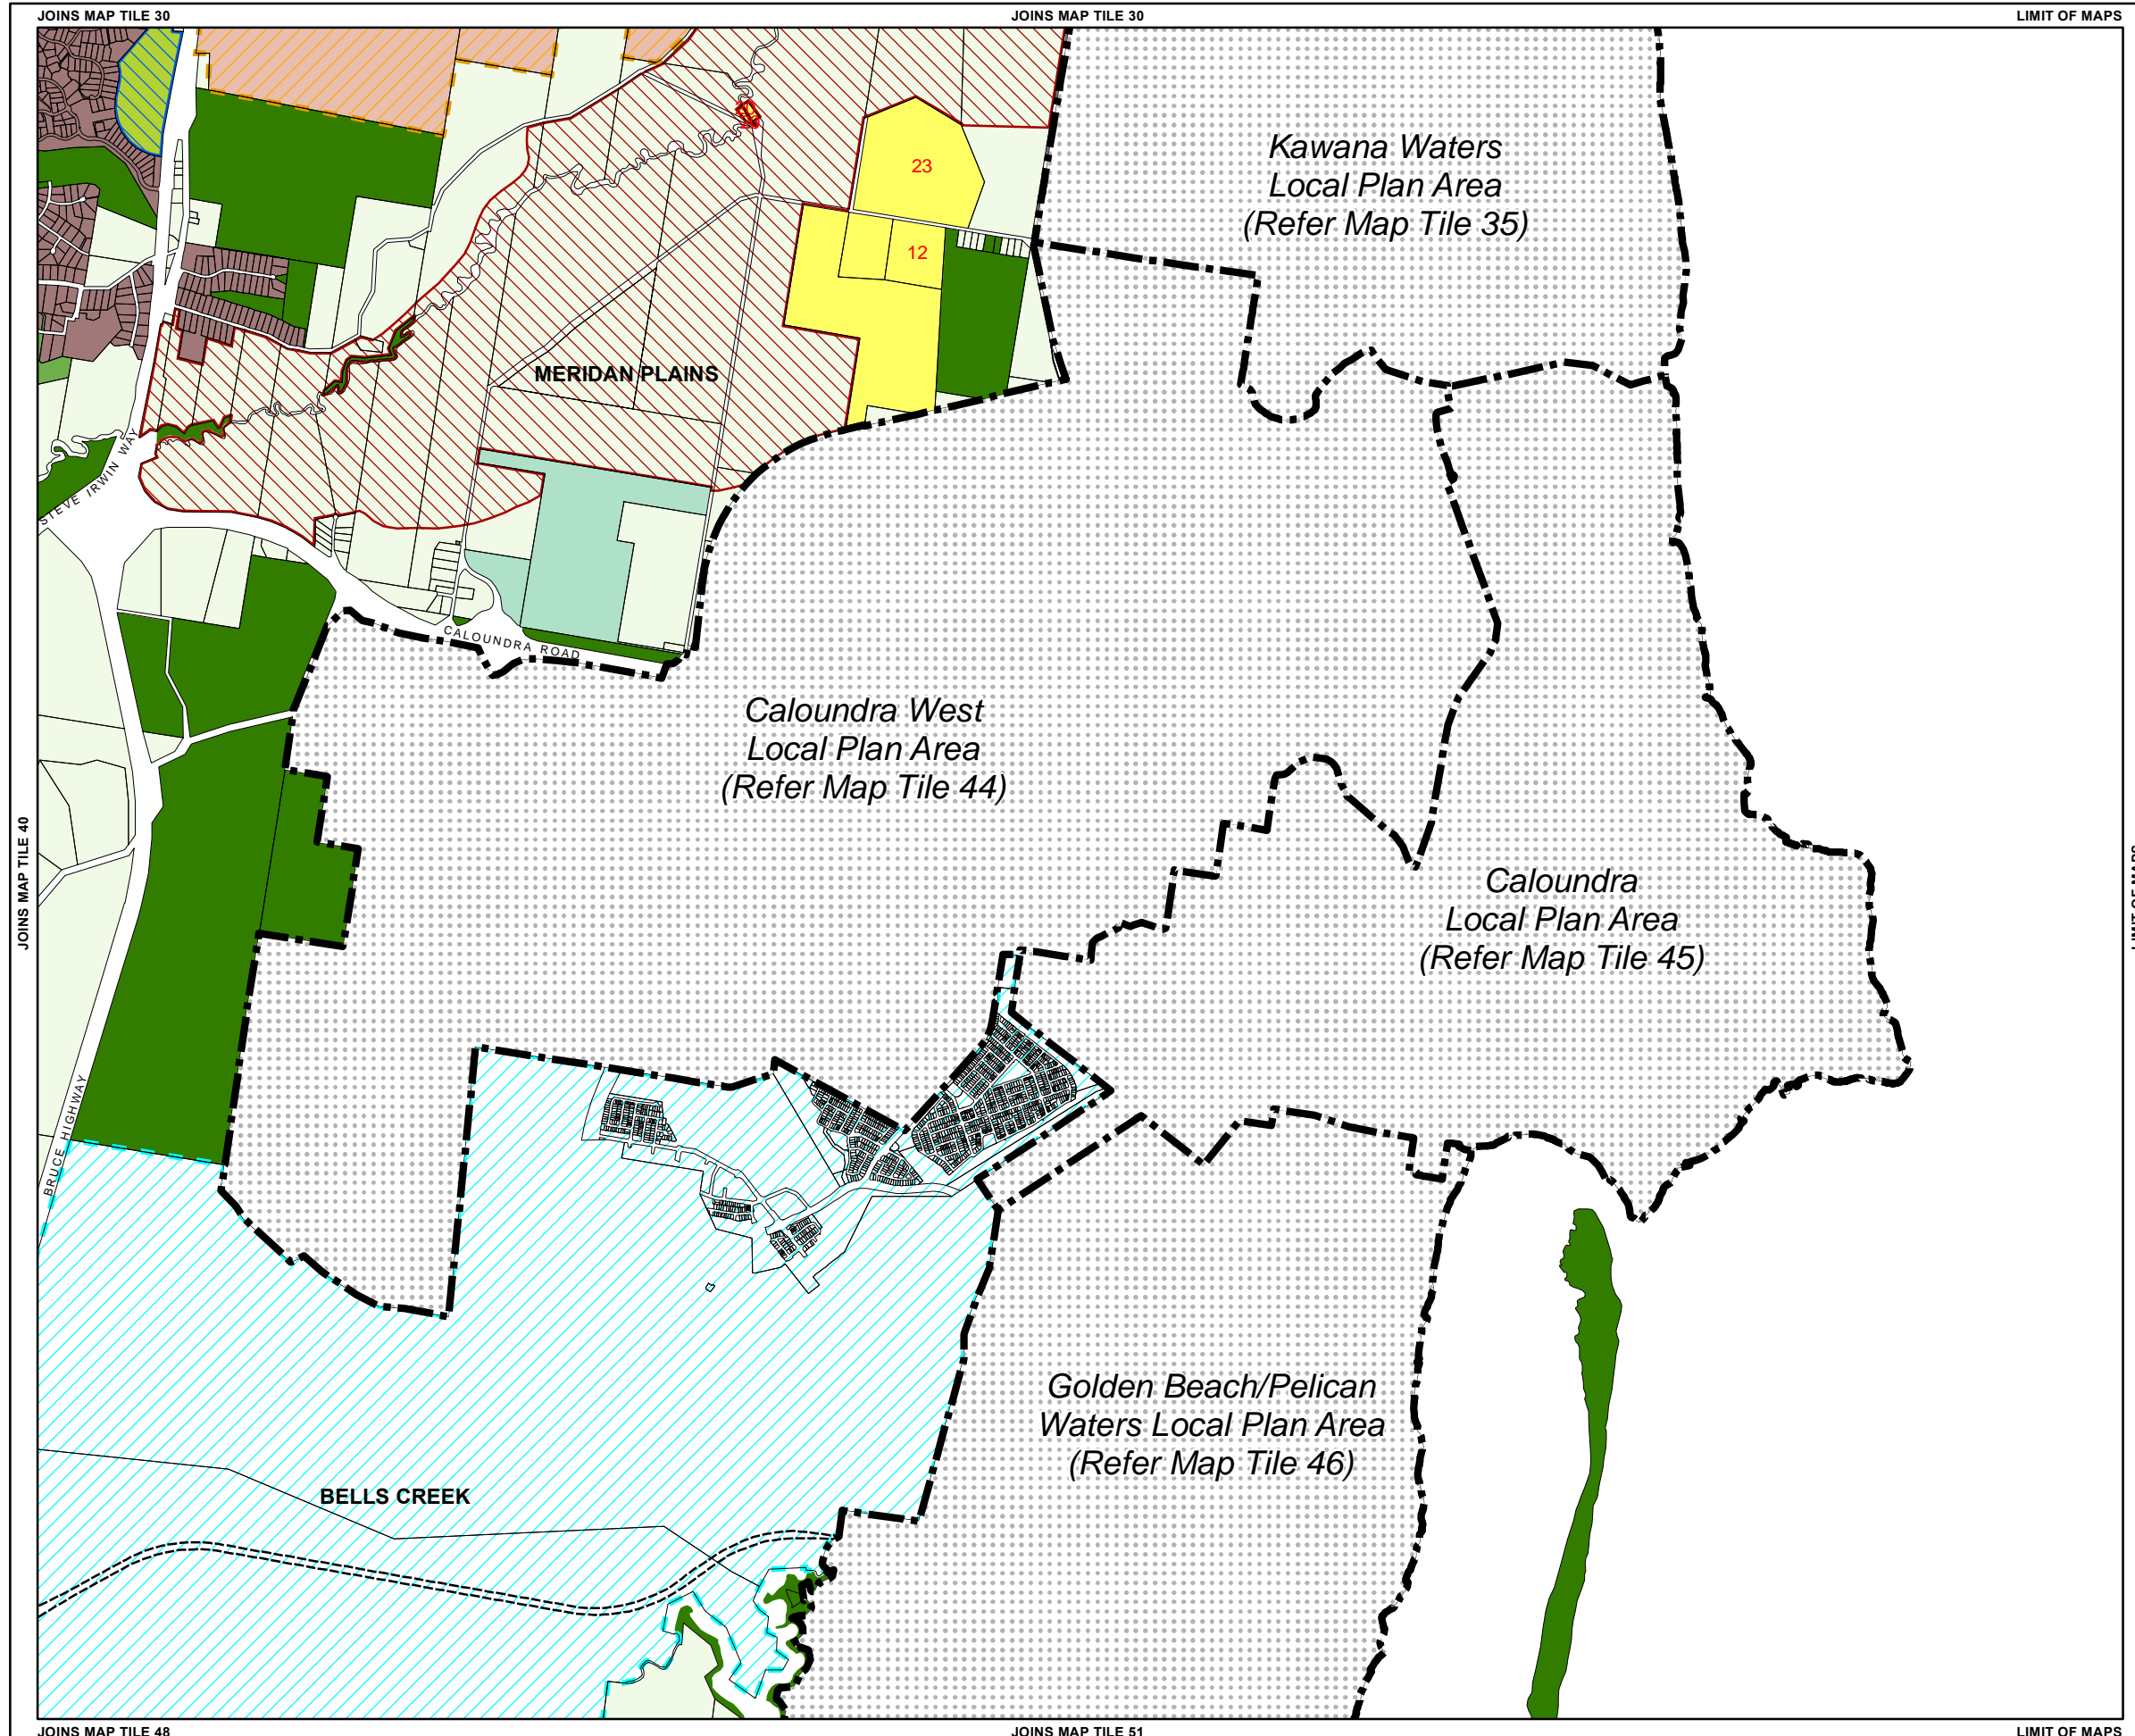 JOINS MAP TILE 30
JOINS MAP TILE 30
LIMIT OF MAPS
Kawana Waters
Local Plan Area
(Refer Map Tile 35)
23
12
MERIDAN PLAINS
STEVE IRWIN WAY
CALOUNDRA ROAD
Caloundra West
Local Plan Area
(Refer Map Tile 44)
JOINS MAP TILE 40
LIMIT OF MAPS
Caloundra
Local Plan Area
(Refer Map Tile 45)
BRUCE HIGHWAY
Golden Beach/Pelican
Waters Local Plan Area
(Refer Map Tile 46)
BELLS CREEK
JOINS MAP TILE 48
JOINS MAP TILE 51
LIMIT OF MAPS